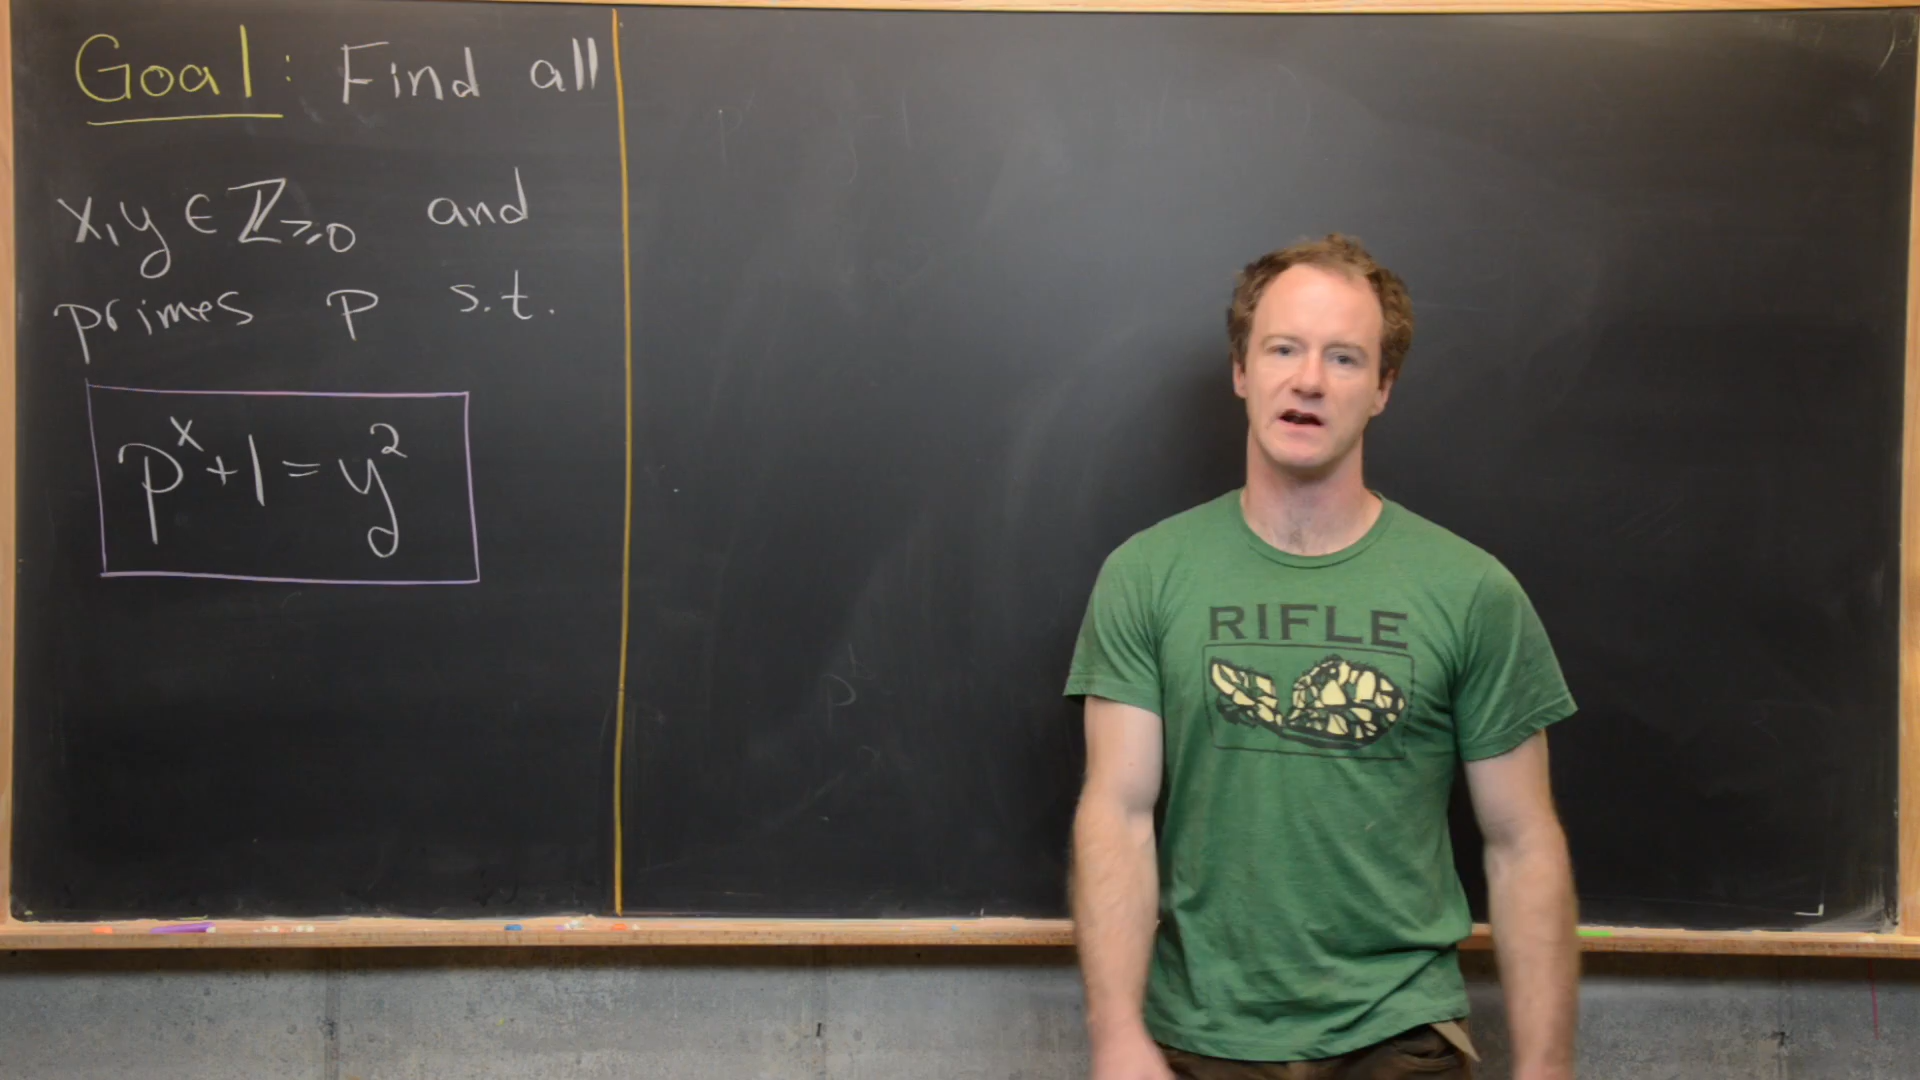 Goal: Find all
x,y ∈ ℤ≥0 and
primes p s.t.
p^x+1=y^2
RIFLE